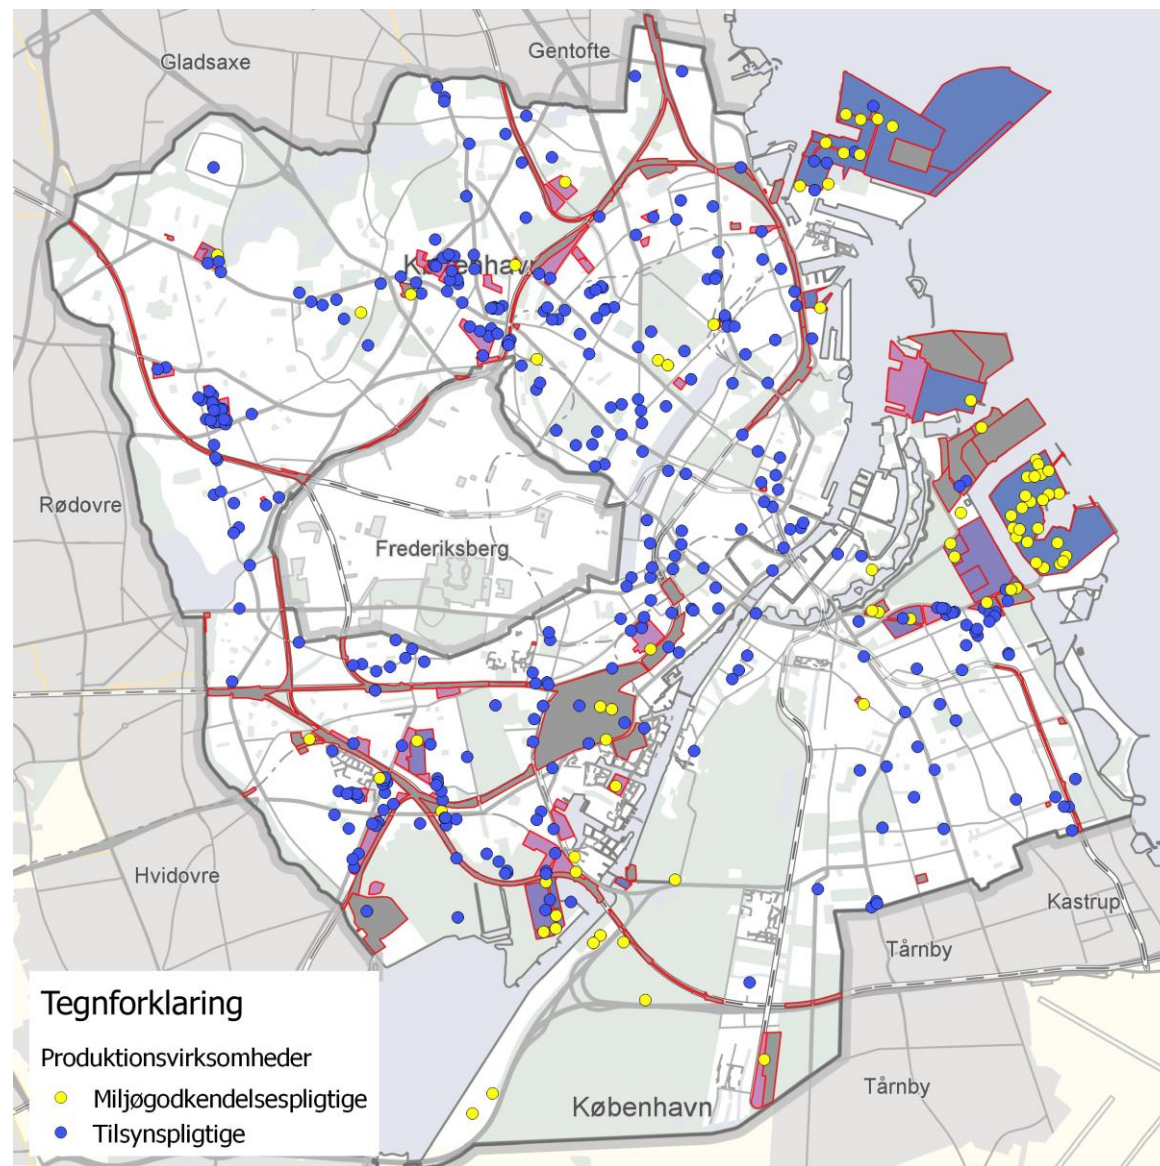 Gladsaxe
Gentofte
København
Rødovre
Frederiksberg
Hvidovre
Kastrup
Tårnby
Tårnby
København
Tegnforklaring
Produktionsvirksomheder
Miljøgodkendelsespligtige
Tilsynspligtige